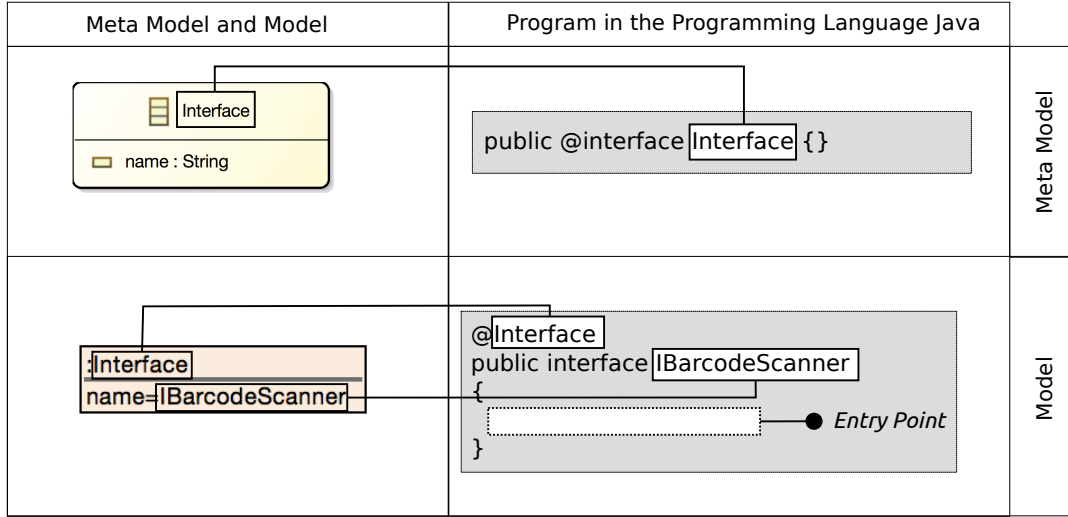 Meta Model and Model
Program in the Programming Language Java
Interface
name : String
public @interface Interface {}
Meta Model
:Interface
name=IBarcodeScanner
@Interface
public interface IBarcodeScanner
{
Entry Point
}
Model